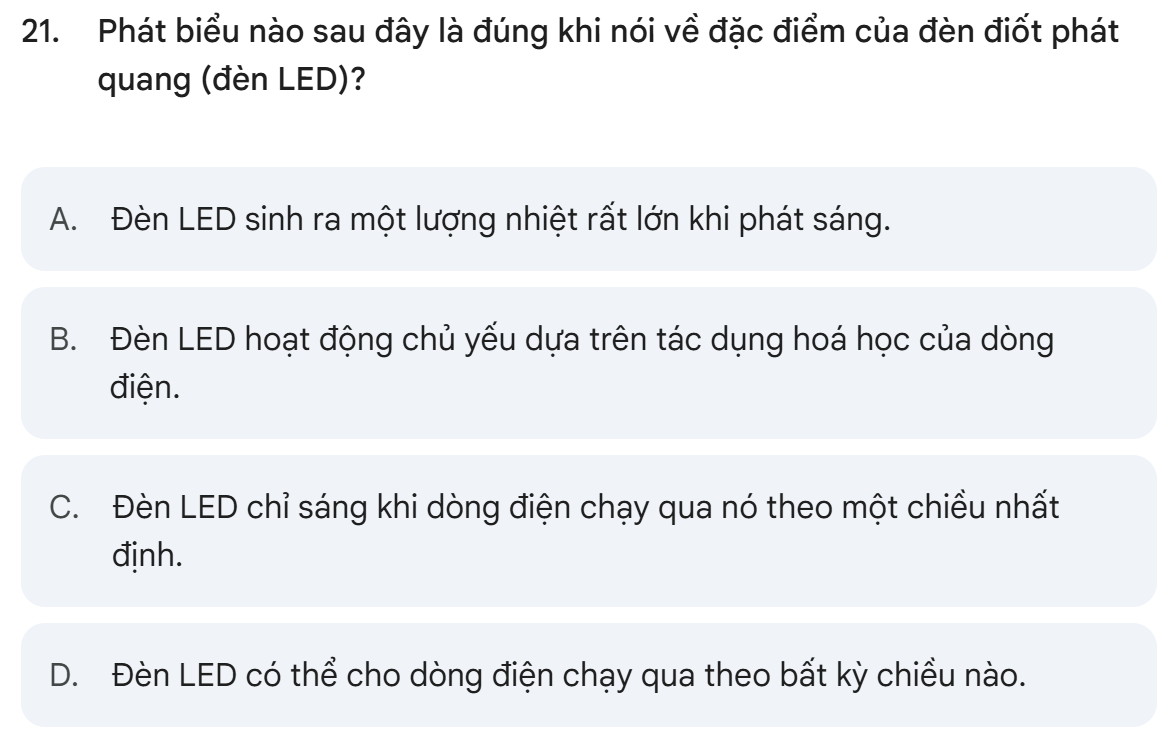 21. Phát biểu nào sau đây là đúng khi nói về đặc điểm của đèn điốt phát
quang (đèn LED)?
A. Đèn LED sinh ra một lượng nhiệt rất lớn khi phát sáng.
B. Đèn LED hoạt động chủ yếu dựa trên tác dụng hoá học của dòng
điện.
C. Đèn LED chỉ sáng khi dòng điện chạy qua nó theo một chiều nhất
định.
D. Đèn LED có thể cho dòng điện chạy qua theo bất kỳ chiều nào.